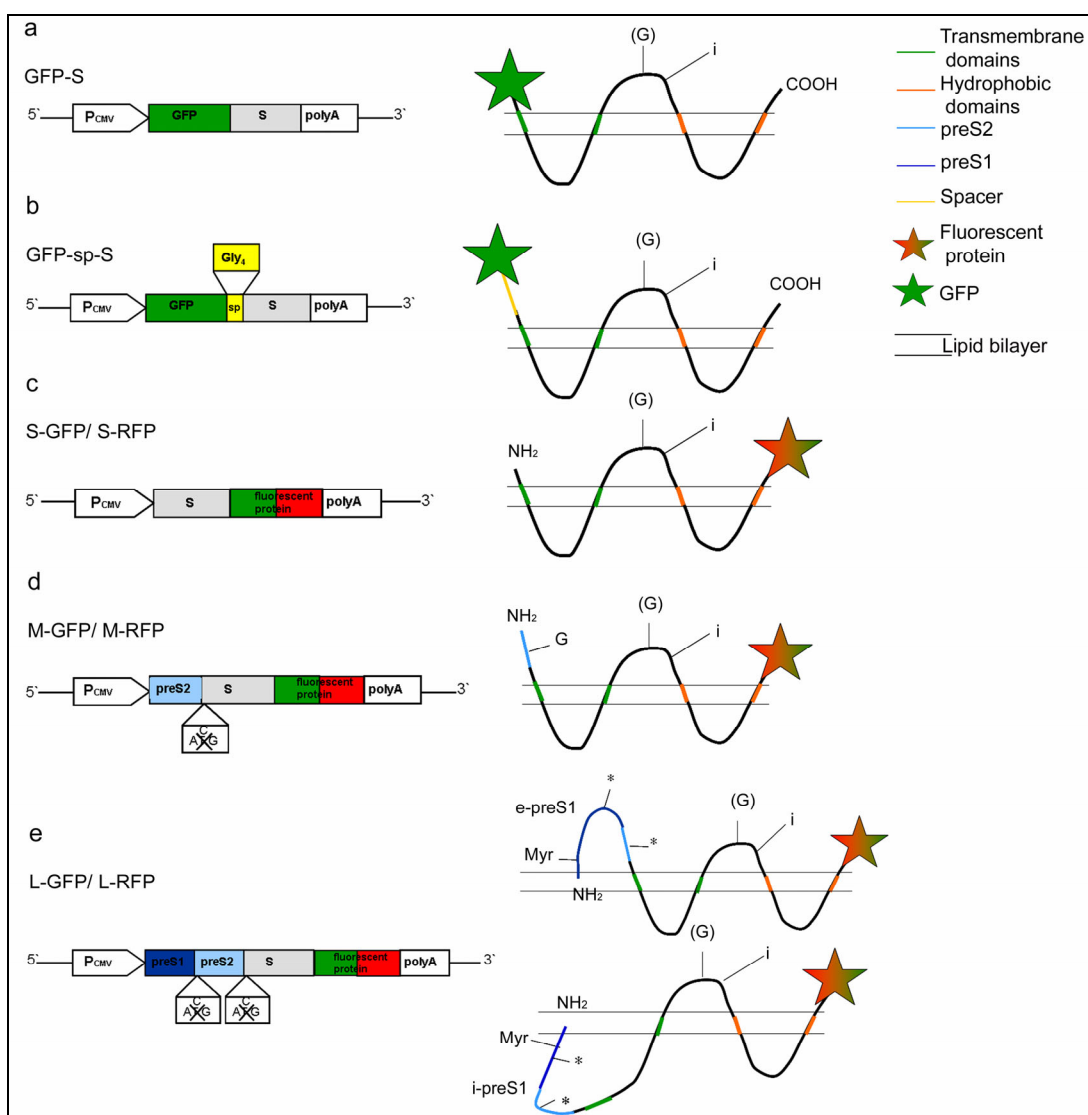 a
GFP-S
5` PCMV GFP S polyA 3`
(G)
i
COOH
Transmembrane
domains
Hydrophobic
domains
preS2
preS1
Spacer
Fluorescent
protein
GFP
Lipid bilayer
b
GFP-sp-S
Gly4
5` PCMV GFP sp S polyA 3`
(G)
i
COOH
c
S-GFP/ S-RFP
5` PCMV S fluorescent polyA 3`
protein
NH2
(G)
i
d
M-GFP/ M-RFP
5` PCMV preS2 S fluorescent polyA 3`
protein
C
ATG
NH2
G
(G)
i
e
L-GFP/ L-RFP
5` PCMV preS1 preS2 S fluorescent polyA 3`
protein
C
ATG
C
ATG
*
e-preS1
Myr
*
NH2
(G)
i
(G)
i
NH2
Myr
*
i-preS1
*